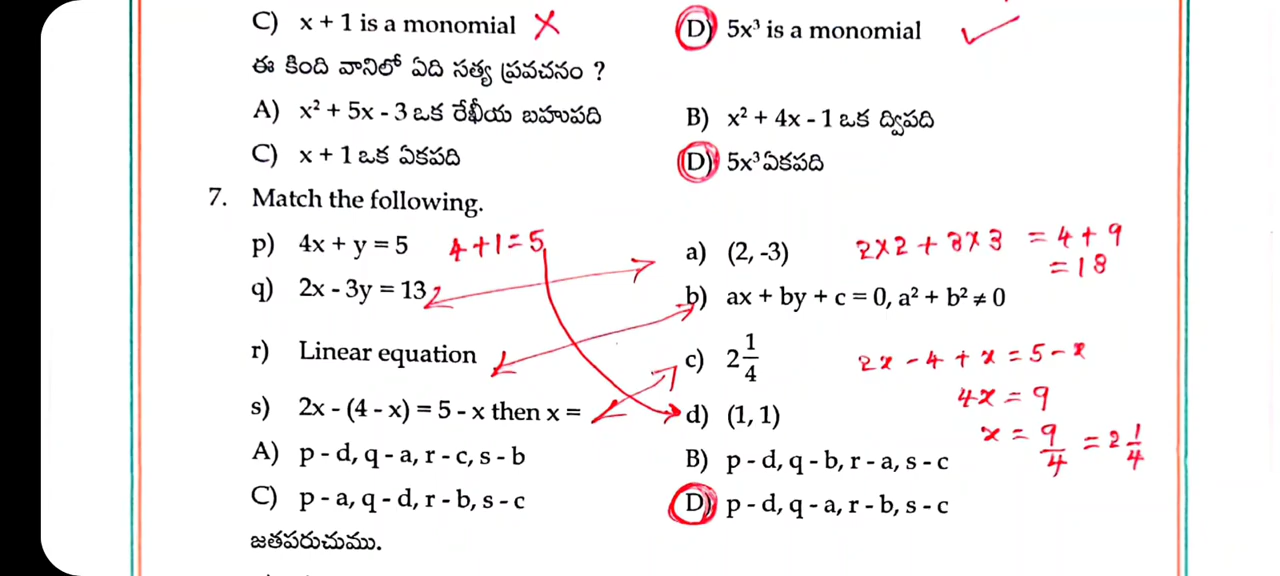 C) x + 1 is a monomial ✗ D) 5x³ is a monomial ✓
ఈ కింది వానిలో ఏది సత్య ప్రవచనం ?
A) x² + 5x - 3 ఒక రేఖీయ బహుపది B) x² + 4x - 1 ఒక ద్విపది
C) x + 1 ఒక ఏకపది D) 5x³ ఏకపది
7. Match the following.
p) 4x + y = 5 4 + 1 = 5 a) (2, -3) 2 × 2 + 3 × 3 = 4 + 9
= 13
q) 2x - 3y = 13 b) ax + by + c = 0, a² + b² ≠ 0
r) Linear equation c) 2 1/4 2x - 4 + x = 5 - x
4x = 9
s) 2x - (4 - x) = 5 - x then x = d) (1, 1) x = 9/4 = 2 1/4
A) p - d, q - a, r - c, s - b B) p - d, q - b, r - a, s - c
C) p - a, q - d, r - b, s - c D) p - d, q - a, r - b, s - c
జతపరుచుము.